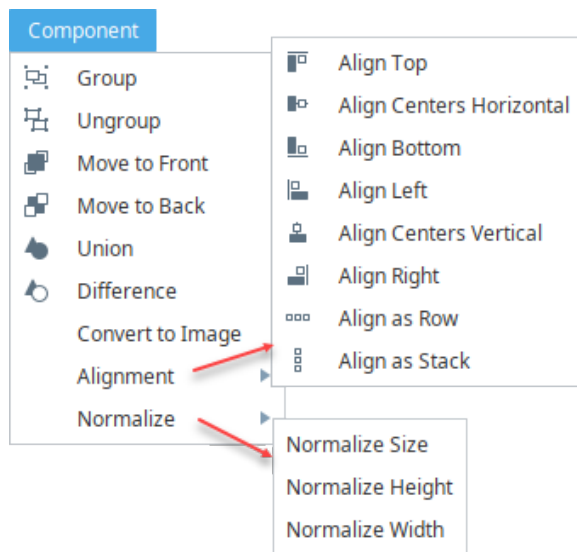 Component
Group
Ungroup
Move to Front
Move to Back
Union
Difference
Convert to Image
Alignment
Normalize
Align Top
Align Centers Horizontal
Align Bottom
Align Left
Align Centers Vertical
Align Right
Align as Row
Align as Stack
Normalize Size
Normalize Height
Normalize Width